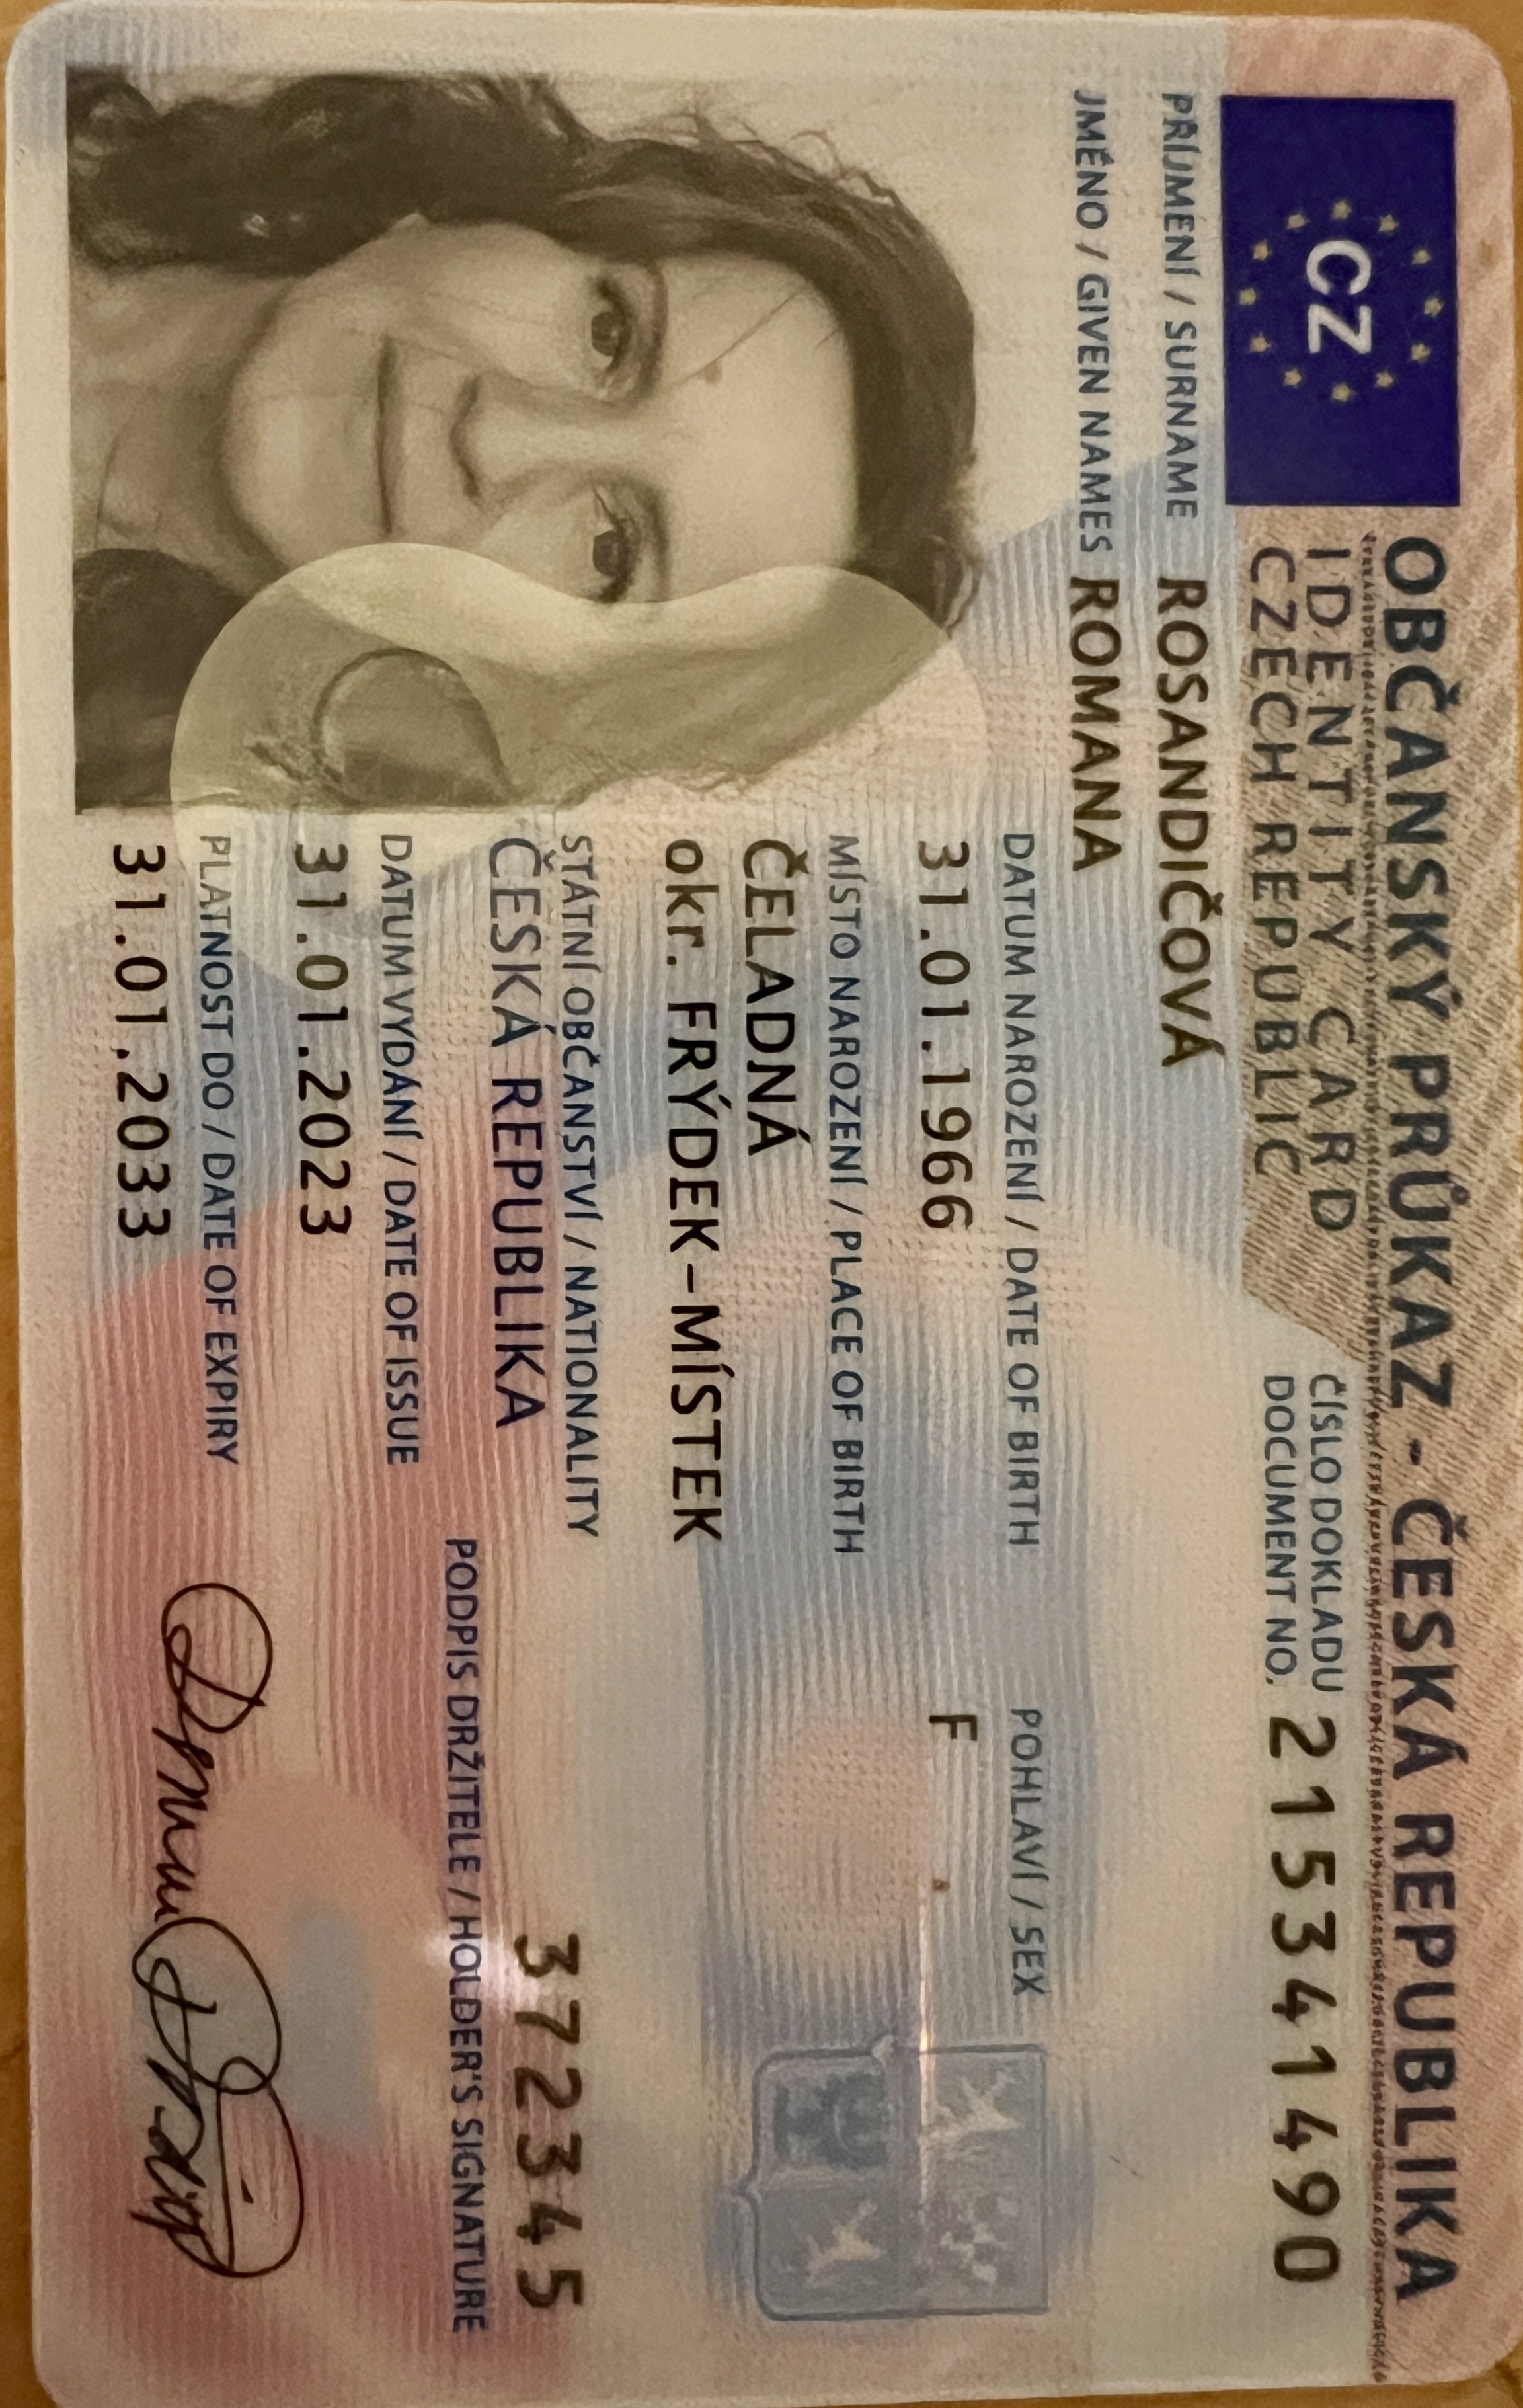 CZ
OBČANSKÝ PRŮKAZ - ČESKÁ REPUBLIKA
IDENTITY CARD
CZECH REPUBLIC
ČÍSLO DOKLADU
DOCUMENT NO. 215341490
PŘÍJMENÍ / SURNAME ROSANDIČOVÁ
JMÉNO / GIVEN NAMES ROMANA
DATUM NAROZENÍ / DATE OF BIRTH POHLAVÍ / SEX
31.01.1966 F
MÍSTO NAROZENÍ / PLACE OF BIRTH
ČELADNÁ
okr. FRÝDEK-MÍSTEK
STÁTNÍ OBČANSTVÍ / NATIONALITY
ČESKÁ REPUBLIKA 372345
DATUM VYDÁNÍ / DATE OF ISSUE PODPIS DRŽITELE / HOLDER'S SIGNATURE
31.01.2023
PLATNOST DO / DATE OF EXPIRY
31.01.2033